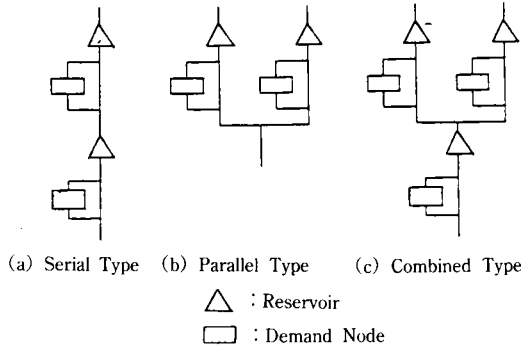 (a) Serial Type (b) Parallel Type (c) Combined Type
: Reservoir
: Demand Node